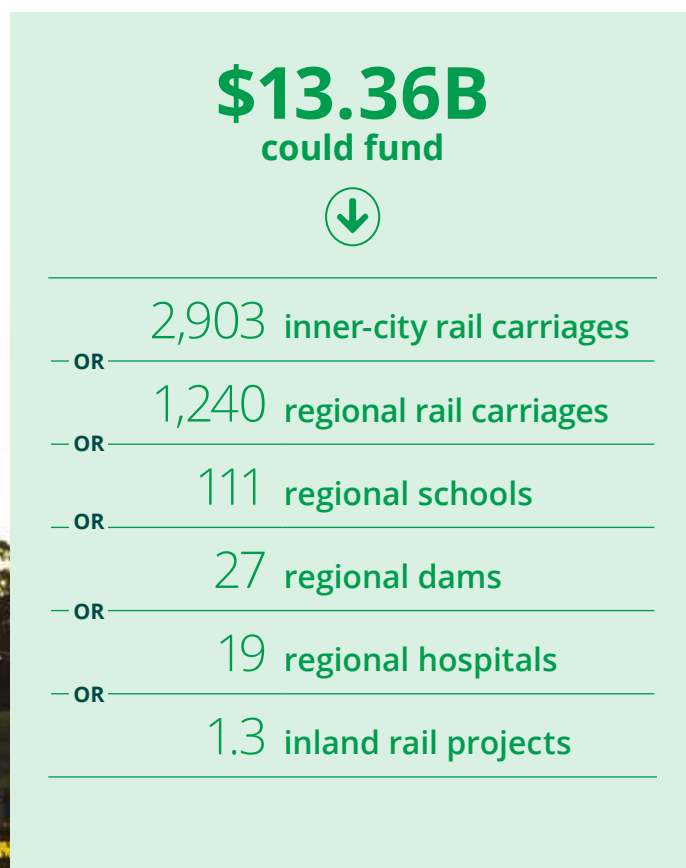 $13.36B
could fund
2,903 inner-city rail carriages
OR
1,240 regional rail carriages
OR
111 regional schools
OR
27 regional dams
OR
19 regional hospitals
OR
1.3 inland rail projects